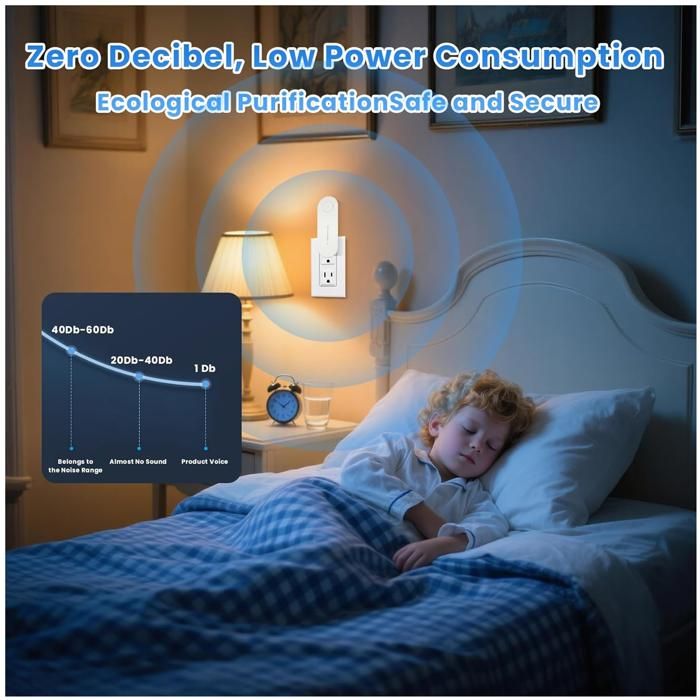 Zero Decibel, Low Power Consumption
Ecological PurificationSafe and Secure
40Db-60Db
20Db-40Db
1 Db
Belongs to
the Noise Range
Almost No Sound
Product Voice